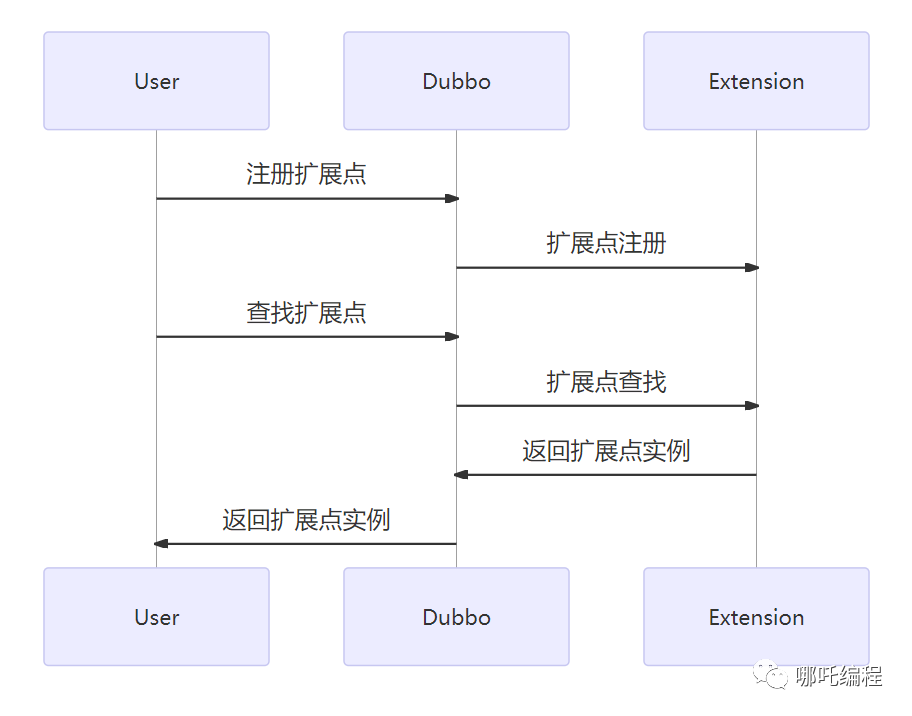 User
Dubbo
Extension
注册扩展点
扩展点注册
查找扩展点
扩展点查找
返回扩展点实例
返回扩展点实例
User
Dubbo
Extension
哪吒编程